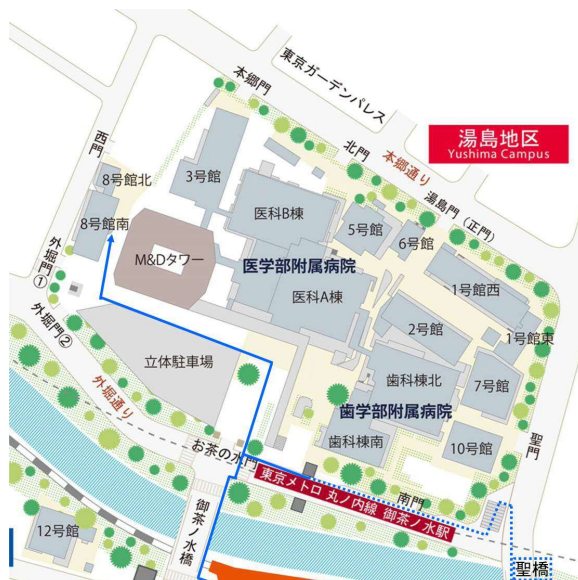 本郷門
東京ガーデンパレス
湯島地区
Yushima Campus
西門
北門
本郷通り
湯島門（正門）
8号館北
3号館
8号館南
医科B棟
5号館
6号館
M&Dタワー
医学部附属病院
医科A棟
1号館西
外堀門①
2号館
1号館東
外堀門②
立体駐車場
歯科棟北
7号館
外堀通り
歯学部附属病院
歯科棟南
10号館
聖門
お茶の水門
東京メトロ 丸ノ内線 御茶ノ水駅
南門
御茶ノ水橋
12号館
聖橋